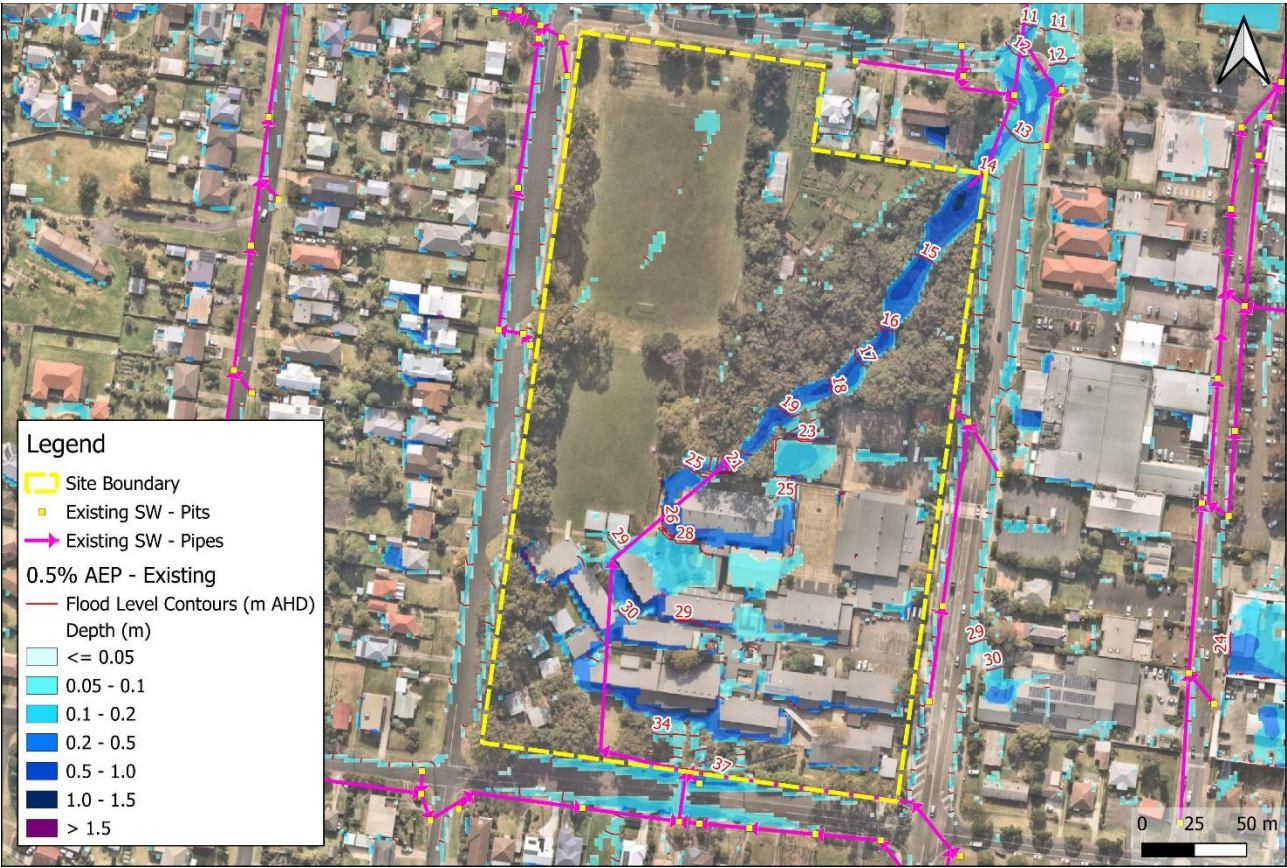 11
11
12
12
13
14
15
16
17
18
19
23
21
25
25
26
28
29
30
29
29
30
24
34
37
Legend
Site Boundary
Existing SW - Pits
Existing SW - Pipes
0.5% AEP - Existing
Flood Level Contours (m AHD)
Depth (m)
<= 0.05
0.05 - 0.1
0.1 - 0.2
0.2 - 0.5
0.5 - 1.0
1.0 - 1.5
> 1.5
0 25 50 m